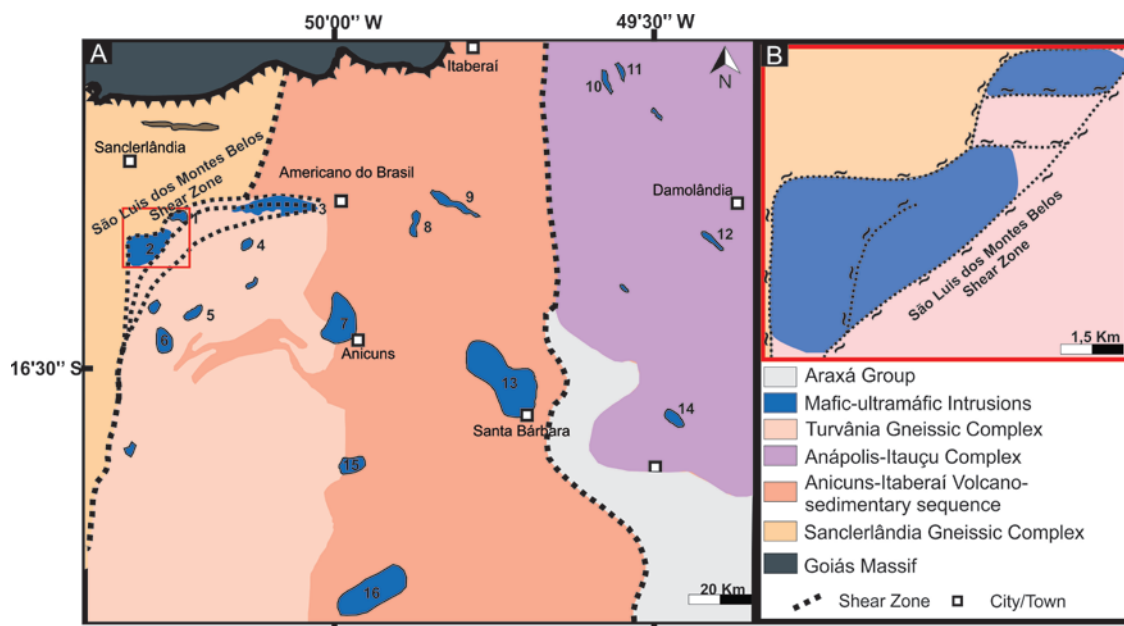 50°00'' W
49°30'' W
A
Itaberaí
N
11
10
Sanclerlândia
São Luis dos Montes Belos
Shear Zone
Americano do Brasil
Damolândia
1
2
3
4
5
6
7
8
9
12
Anicuns
16°30'' S
13
14
Santa Bárbara
15
16
20 Km
B
São Luis dos Montes Belos
Shear Zone
1,5 Km
Araxá Group
Mafic-ultramáfic Intrusions
Turvânia Gneissic Complex
Anápolis-Itauçu Complex
Anicuns-Itaberaí Volcano-
sedimentary sequence
Sanclerlândia Gneissic Complex
Goiás Massif
Shear Zone
City/Town